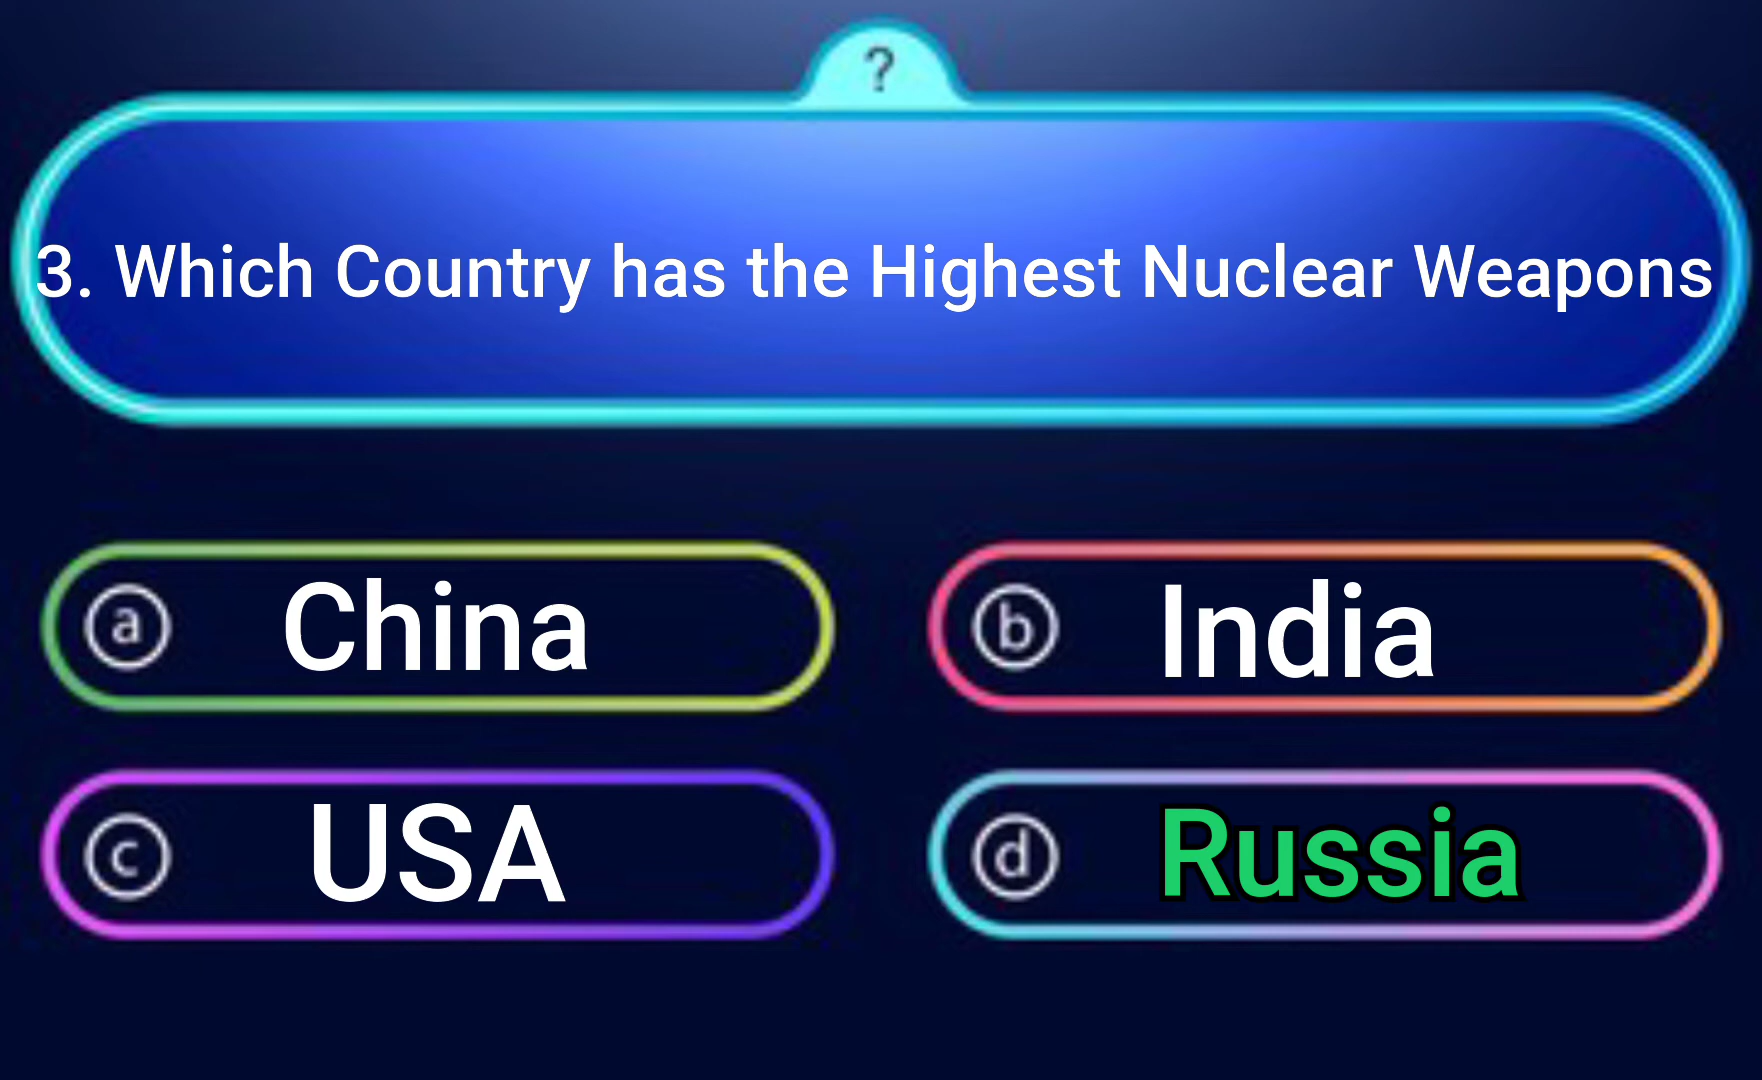 ?
3. Which Country has the Highest Nuclear Weapons
a China
b India
c USA
d Russia